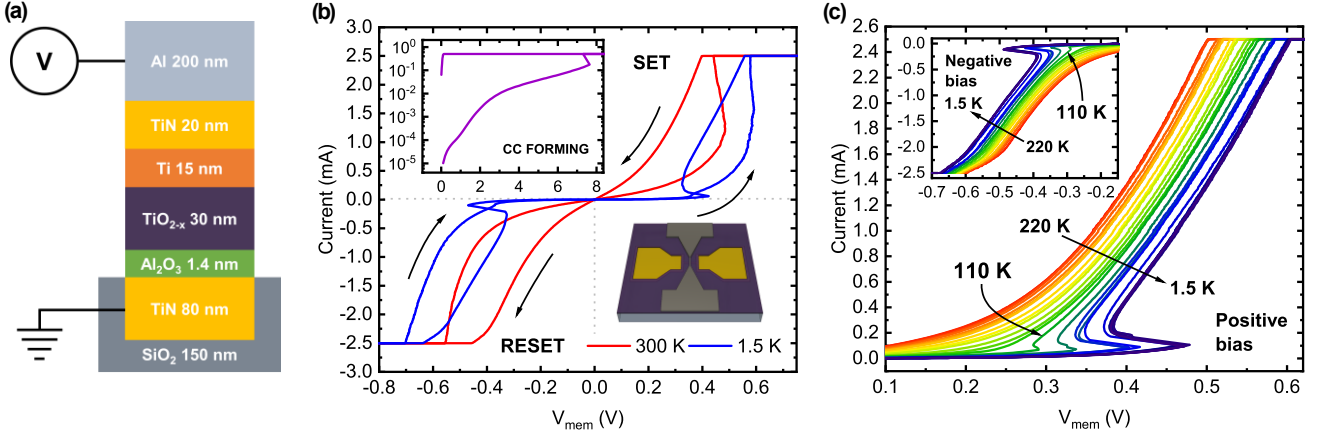 (a)
V
Al 200 nm
TiN 20 nm
Ti 15 nm
TiO2-x 30 nm
Al2O3 1.4 nm
TiN 80 nm
SiO2 150 nm
(b)
Current (mA)
3.0
2.5
2.0
1.5
1.0
0.5
0.0
-0.5
-1.0
-1.5
-2.0
-2.5
-3.0
10^0
10^-1
10^-2
10^-3
10^-4
10^-5
CC FORMING
0 2 4 6 8
SET
RESET
300 K 1.5 K
-0.8 -0.6 -0.4 -0.2 0.0 0.2 0.4 0.6
Vmem (V)
(c)
Current (mA)
2.6
2.4
2.2
2.0
1.8
1.6
1.4
1.2
1.0
0.8
0.6
0.4
0.2
0.0
0.0
-0.5
-1.0
-1.5
-2.0
-2.5
Negative
bias
1.5 K
110 K
220 K
-0.7 -0.6 -0.5 -0.4 -0.3 -0.2
220 K
110 K
1.5 K
Positive
bias
0.1 0.2 0.3 0.4 0.5 0.6
Vmem (V)